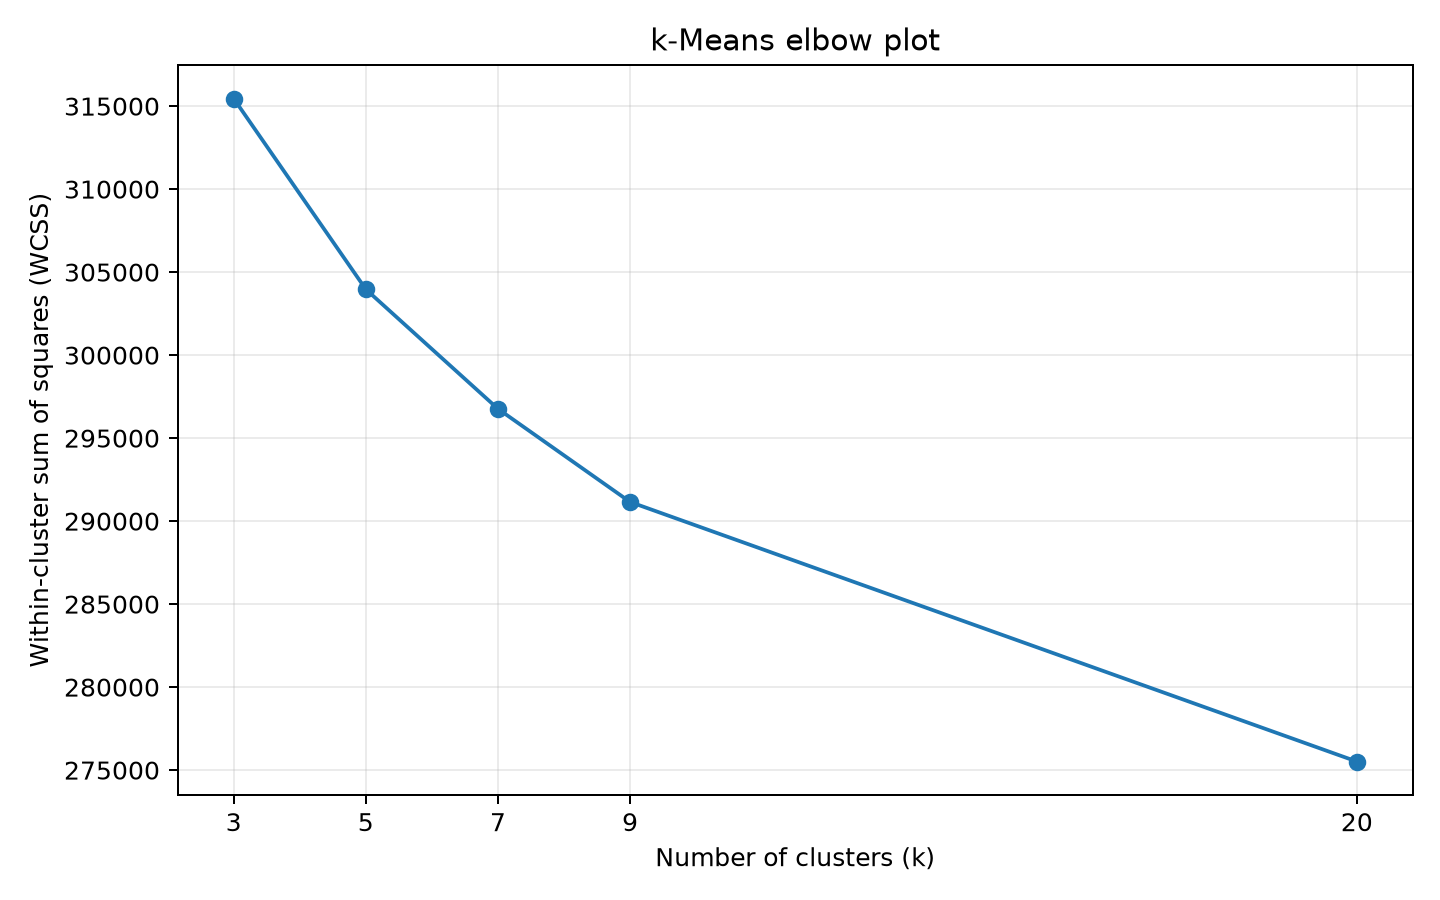 k-Means elbow plot
Within-cluster sum of squares (WCSS)
315000
310000
305000
300000
295000
290000
285000
280000
275000
3 5 7 9 20
Number of clusters (k)